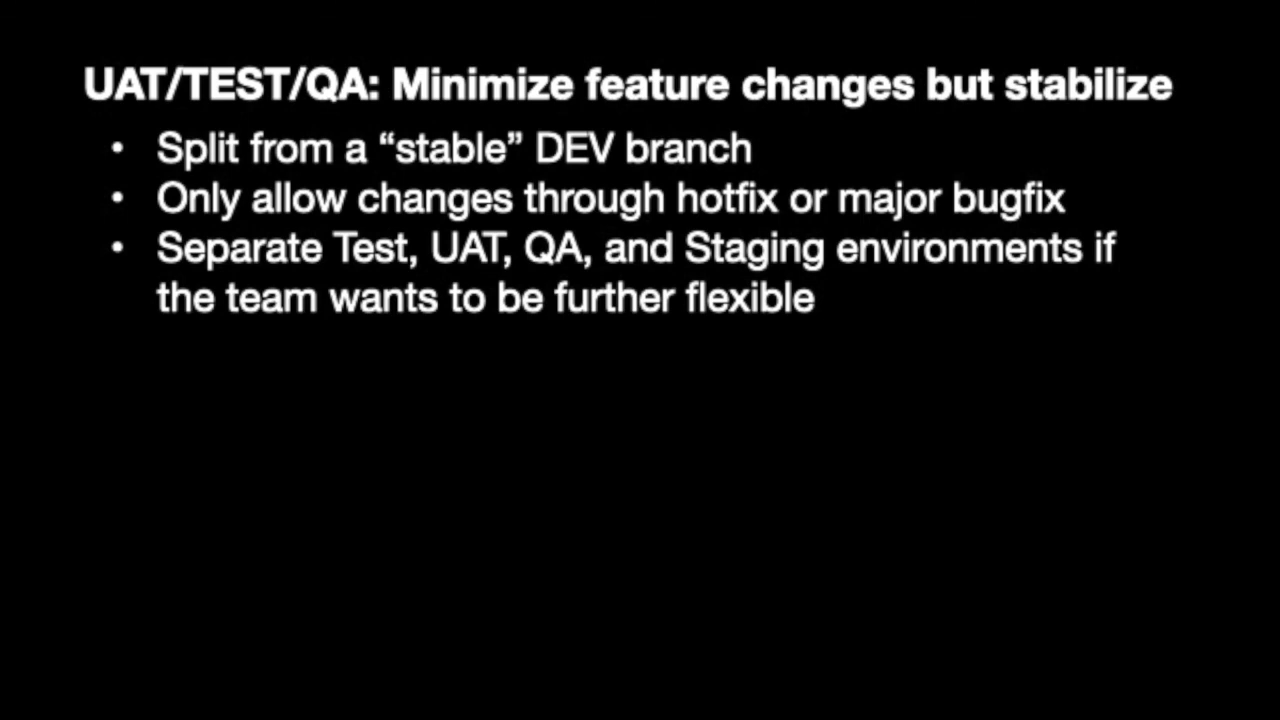 UAT/TEST/QA: Minimize feature changes but stabilize
• Split from a “stable” DEV branch
• Only allow changes through hotfix or major bugfix
• Separate Test, UAT, QA, and Staging environments if
the team wants to be further flexible